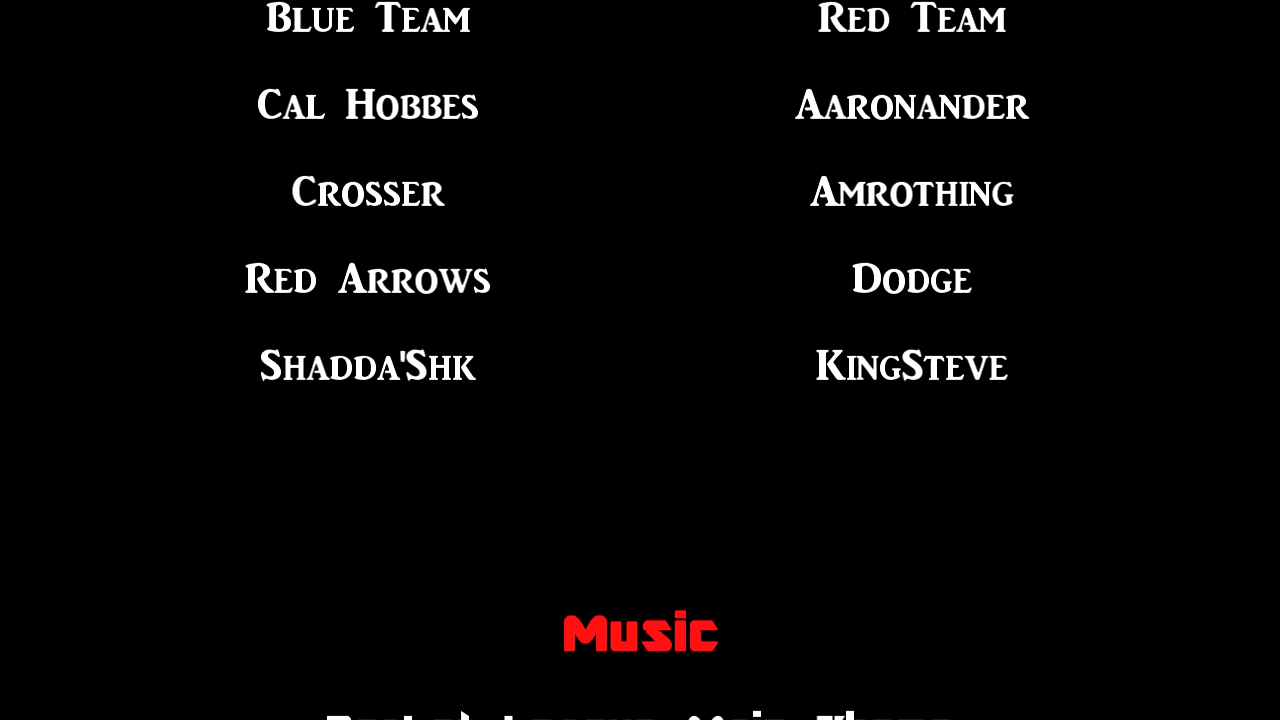 Blue Team Red Team
Cal Hobbes Aaronander
Crosser Amrothing
Red Arrows Dodge
Shadda'Shk KingSteve
Music